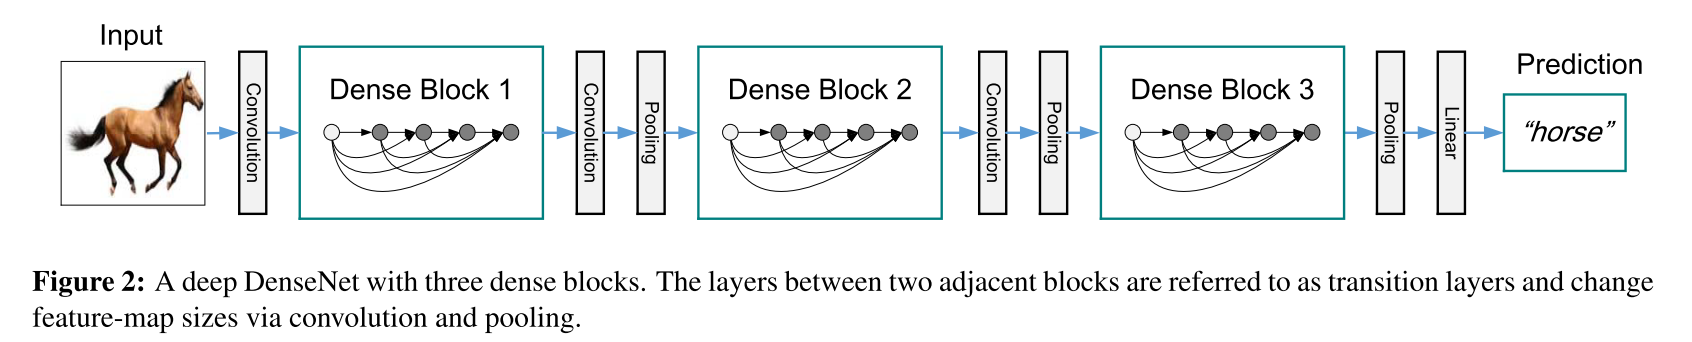 Input
Convolution
Dense Block 1
Convolution
Pooling
Dense Block 2
Convolution
Pooling
Dense Block 3
Pooling
Linear
Prediction
“horse”
Figure 2: A deep DenseNet with three dense blocks. The layers between two adjacent blocks are referred to as transition layers and change
feature-map sizes via convolution and pooling.